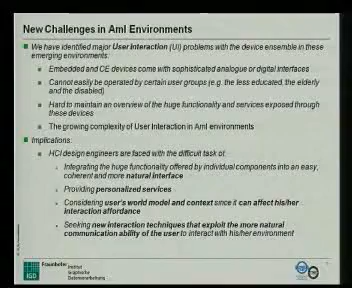 New Challenges in AmI Environments
We have identified major User Interaction (UI) problems with the device ensemble in these
emerging environments:
Embedded and CE devices come with sophisticated analogue or digital interfaces
Cannot easily be operated by certain user groups (e.g. the less educated, the elderly
and the disabled)
Hard to maintain an overview of the huge functionality and services exposed through
these devices
The growing complexity of User Interaction in AmI environments
Implications:
HCI design engineers are faced with the difficult task of:
Integrating the huge functionality offered by individual components into an easy,
coherent and more natural interface
Providing personalized services
Considering user's world model and context since it can affect his/her
interaction affordance
Seeking new interaction techniques that exploit the more natural
communication ability of the user to interact with his/her environment
IGD
Fraunhofer Institut
Graphische
Datenverarbeitung